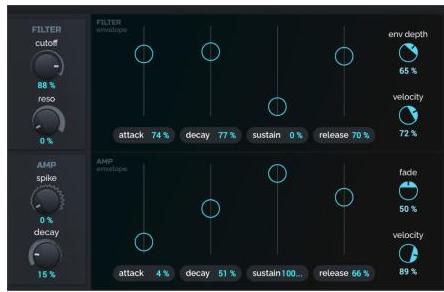 FILTER
cutoff
88 %
reso
0 %
FILTER
envelope
attack 74 %
decay 77 %
sustain 0 %
release 70 %
env depth
65 %
velocity
72 %
AMP
spike
0 %
decay
15 %
AMP
envelope
attack 4 %
decay 51 %
sustain 100...
release 66 %
fade
50 %
velocity
89 %